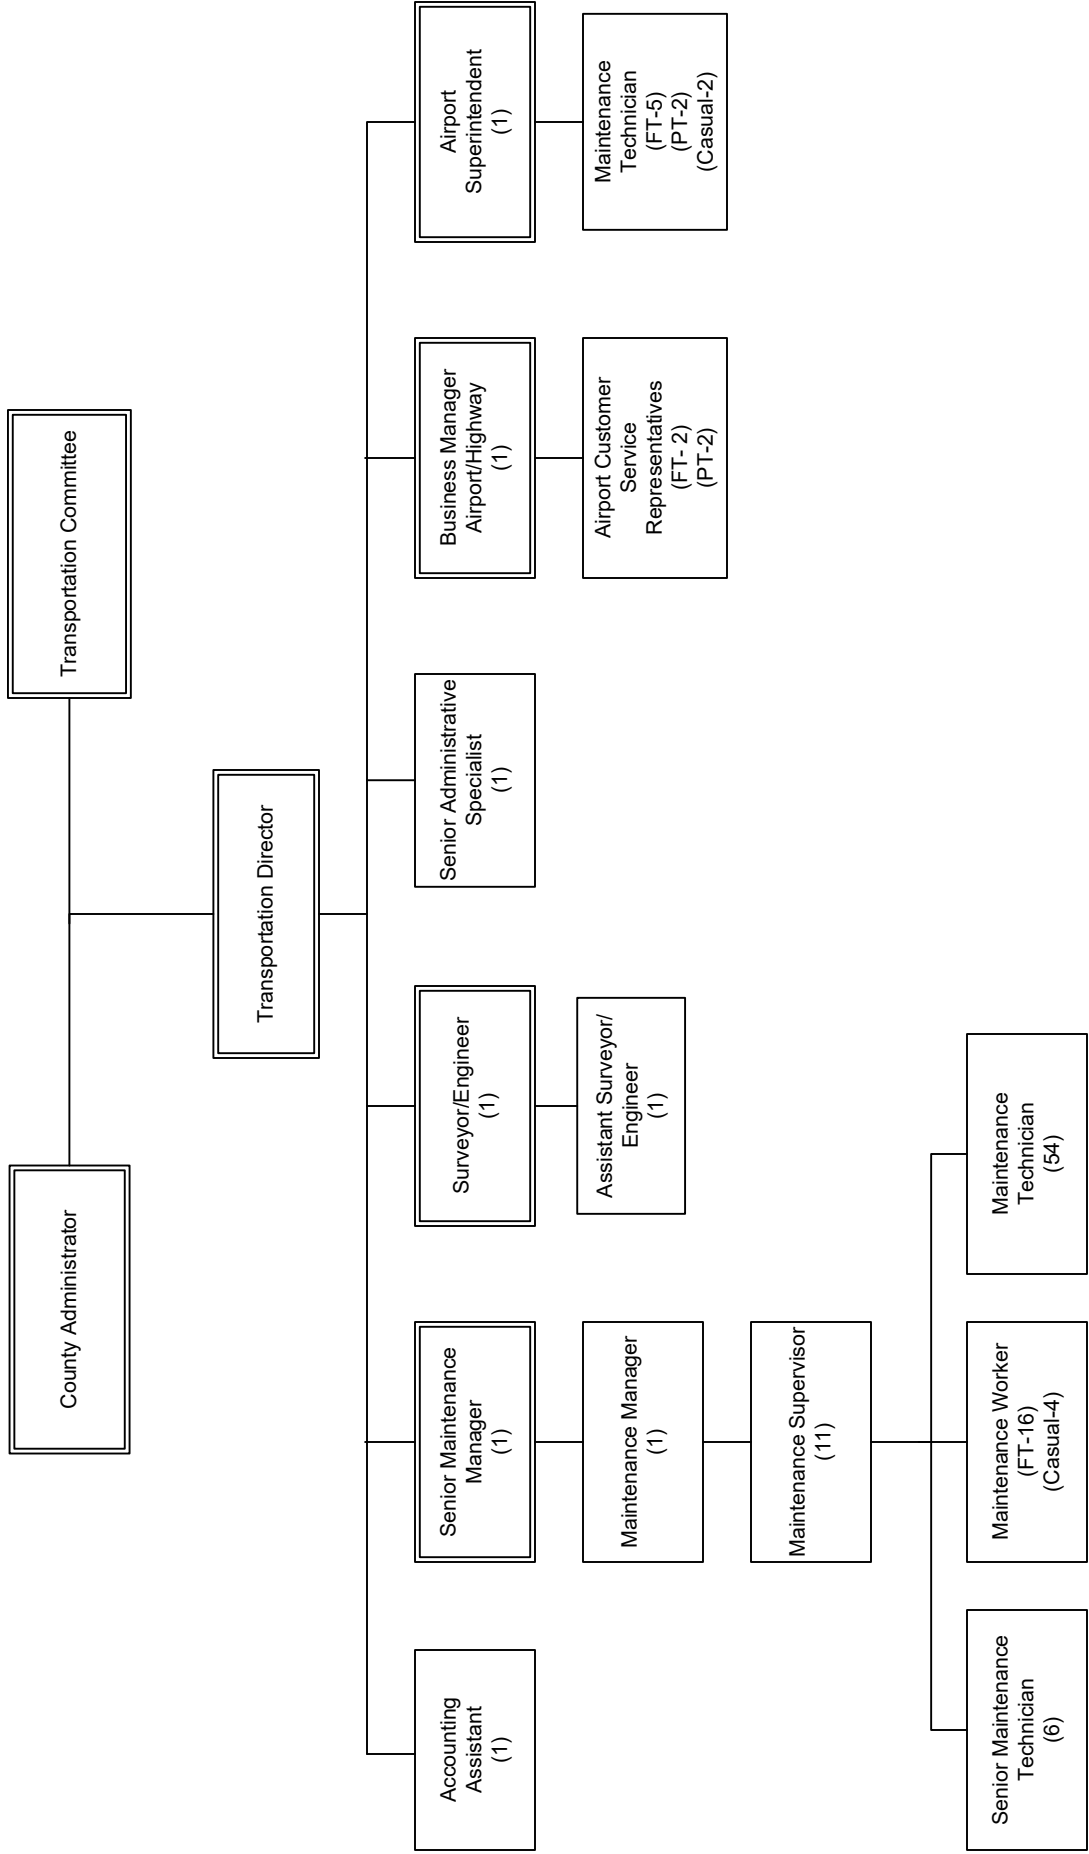 County Administrator
Transportation Committee
Transportation Director
Accounting
Assistant
(1)
Senior Maintenance
Manager
(1)
Surveyor/Engineer
(1)
Senior Administrative
Specialist
(1)
Business Manager
Airport/Highway
(1)
Airport
Superintendent
(1)
Maintenance Manager
(1)
Assistant Surveyor/
Engineer
(1)
Airport Customer
Service
Representatives
(FT- 2)
(PT-2)
Maintenance
Technician
(FT-5)
(PT-2)
(Casual-2)
Maintenance Supervisor
(11)
Senior Maintenance
Technician
(6)
Maintenance Worker
(FT-16)
(Casual-4)
Maintenance
Technician
(54)